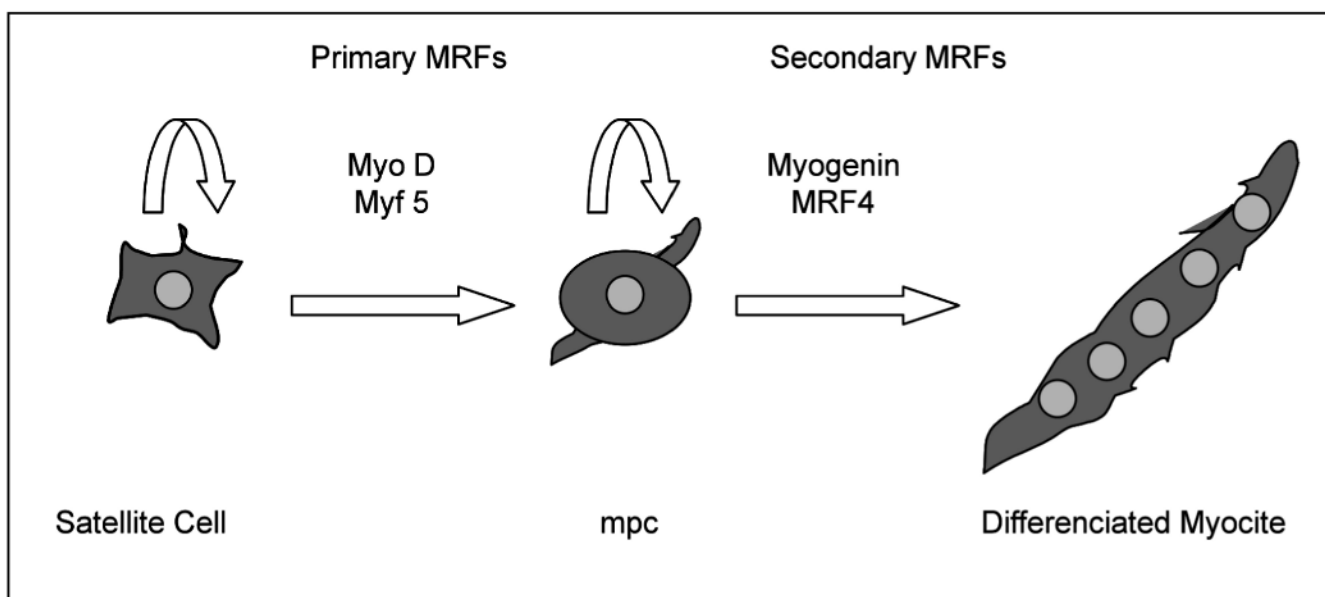 Primary MRFs
Secondary MRFs
Myo D
Myf 5
Myogenin
MRF4
Satellite Cell
mpc
Differenciated Myocite